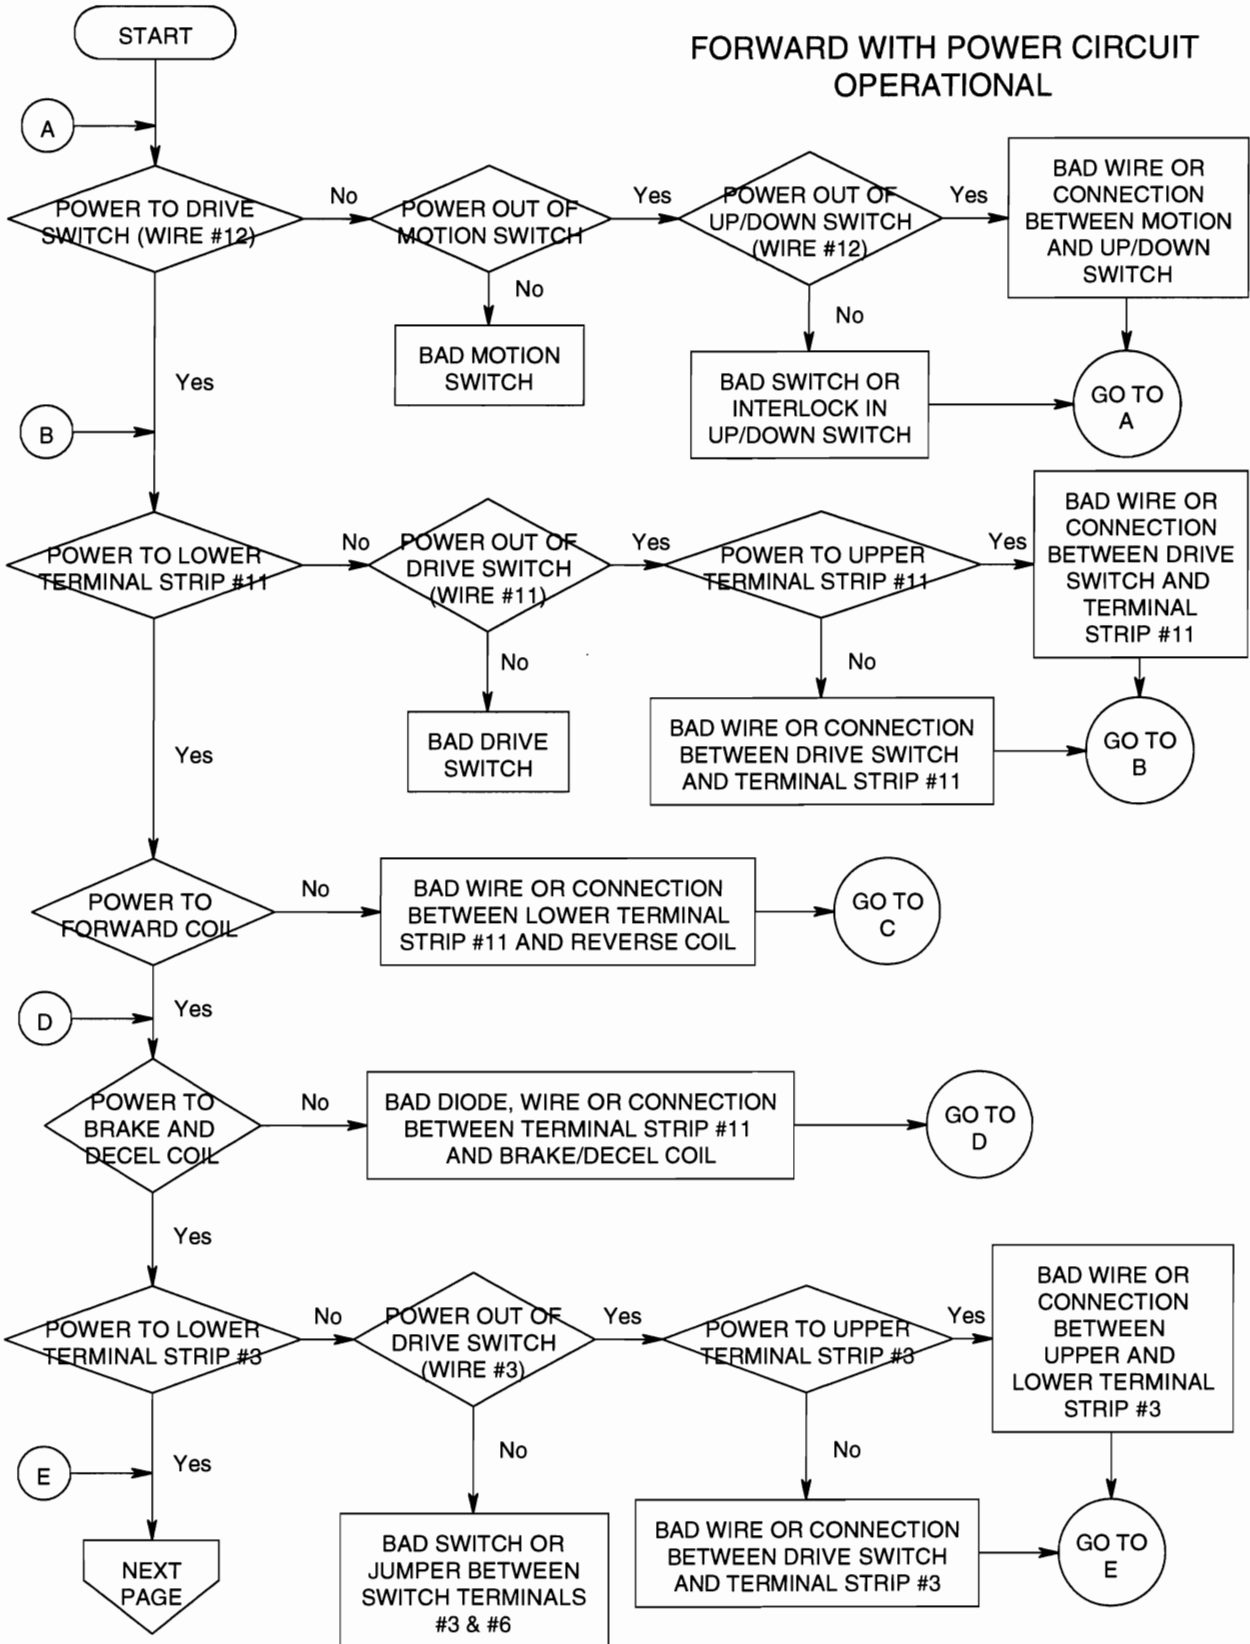 START
FORWARD WITH POWER CIRCUIT
OPERATIONAL
A
POWER TO DRIVE
SWITCH (WIRE #12)
No
POWER OUT OF
MOTION SWITCH
Yes
POWER OUT OF
UP/DOWN SWITCH
(WIRE #12)
Yes
BAD WIRE OR
CONNECTION
BETWEEN MOTION
AND UP/DOWN
SWITCH
No
BAD MOTION
SWITCH
No
BAD SWITCH OR
INTERLOCK IN
UP/DOWN SWITCH
GO TO
A
Yes
B
POWER TO LOWER
TERMINAL STRIP #11
No
POWER OUT OF
DRIVE SWITCH
(WIRE #11)
Yes
POWER TO UPPER
TERMINAL STRIP #11
Yes
BAD WIRE OR
CONNECTION
BETWEEN DRIVE
SWITCH AND
TERMINAL
STRIP #11
No
BAD DRIVE
SWITCH
No
BAD WIRE OR CONNECTION
BETWEEN DRIVE SWITCH
AND TERMINAL STRIP #11
GO TO
B
Yes
POWER TO
FORWARD COIL
No
BAD WIRE OR CONNECTION
BETWEEN LOWER TERMINAL
STRIP #11 AND REVERSE COIL
GO TO
C
Yes
D
POWER TO
BRAKE AND
DECEL COIL
No
BAD DIODE, WIRE OR CONNECTION
BETWEEN TERMINAL STRIP #11
AND BRAKE/DECEL COIL
GO TO
D
Yes
POWER TO LOWER
TERMINAL STRIP #3
No
POWER OUT OF
DRIVE SWITCH
(WIRE #3)
Yes
POWER TO UPPER
TERMINAL STRIP #3
Yes
BAD WIRE OR
CONNECTION
BETWEEN
UPPER AND
LOWER TERMINAL
STRIP #3
Yes
E
NEXT
PAGE
No
BAD SWITCH OR
JUMPER BETWEEN
SWITCH TERMINALS
#3 & #6
No
BAD WIRE OR CONNECTION
BETWEEN DRIVE SWITCH
AND TERMINAL STRIP #3
GO TO
E